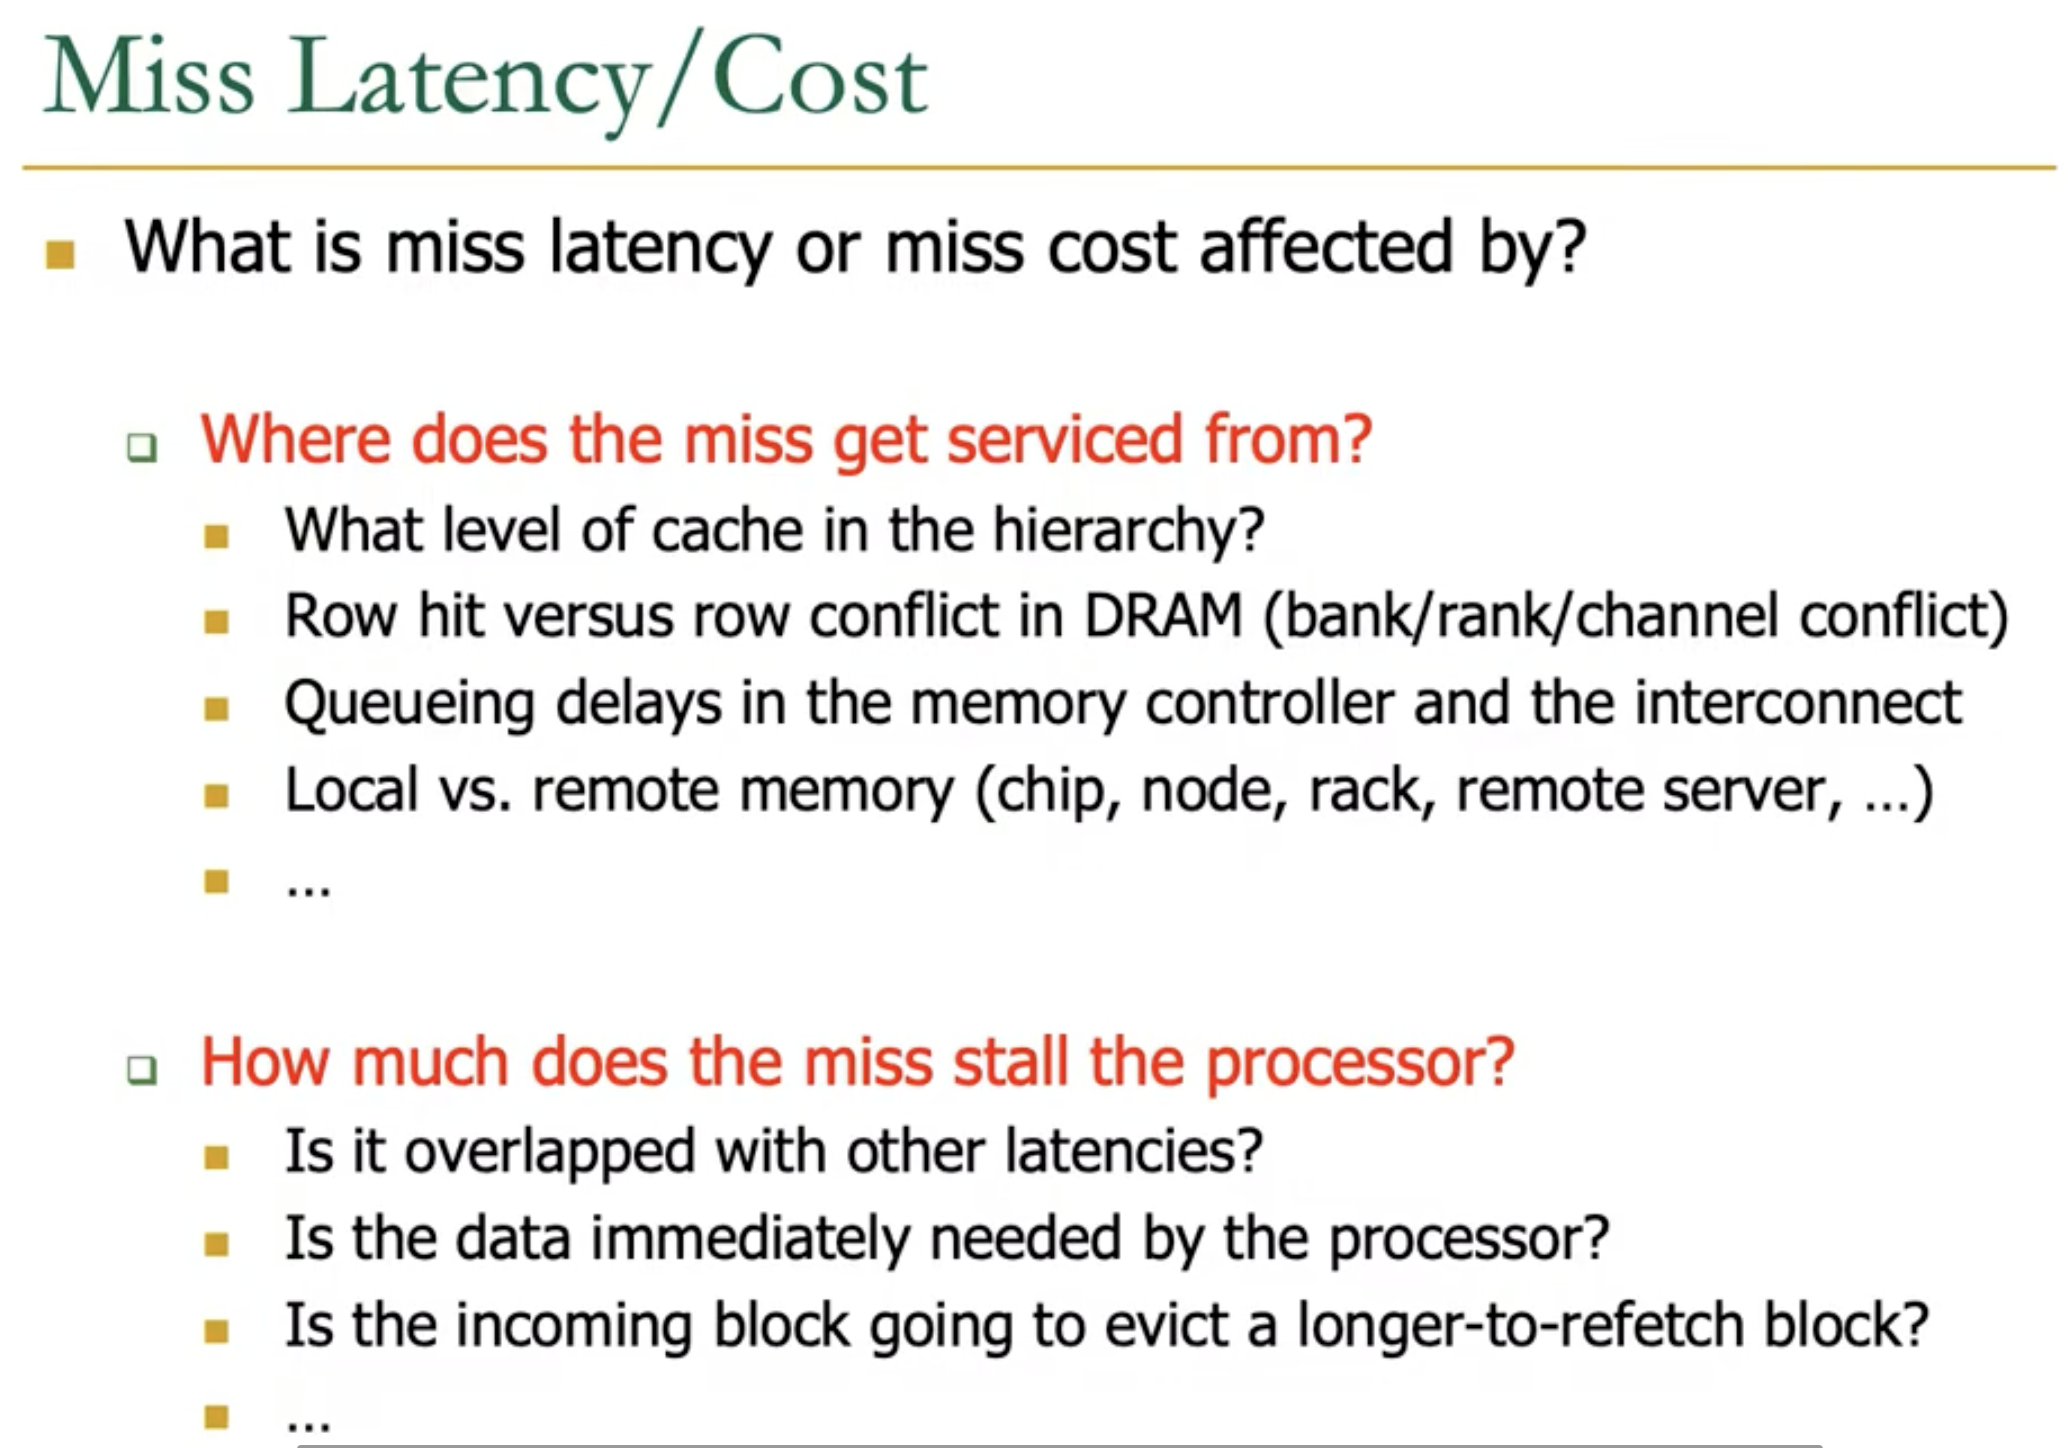 Miss Latency/Cost
What is miss latency or miss cost affected by?
Where does the miss get serviced from?
What level of cache in the hierarchy?
Row hit versus row conflict in DRAM (bank/rank/channel conflict)
Queueing delays in the memory controller and the interconnect
Local vs. remote memory (chip, node, rack, remote server, ...)
...
How much does the miss stall the processor?
Is it overlapped with other latencies?
Is the data immediately needed by the processor?
Is the incoming block going to evict a longer-to-refetch block?
...